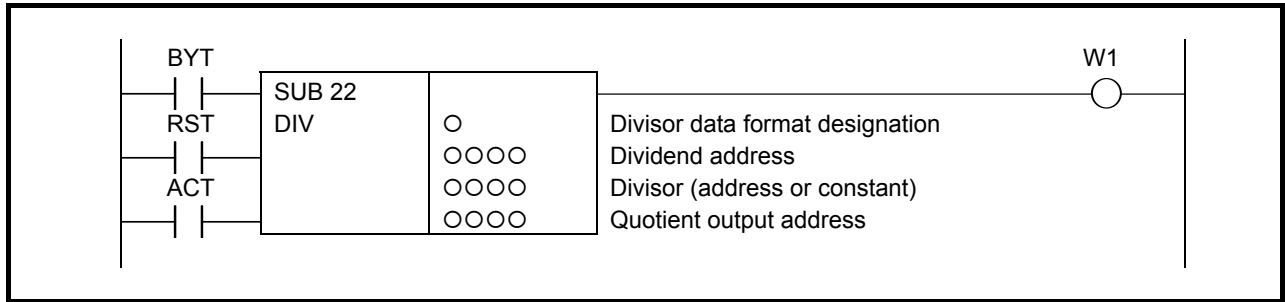 BYT W1
SUB 22
RST DIV ○ Divisor data format designation
○○○○ Dividend address
ACT ○○○○ Divisor (address or constant)
○○○○ Quotient output address